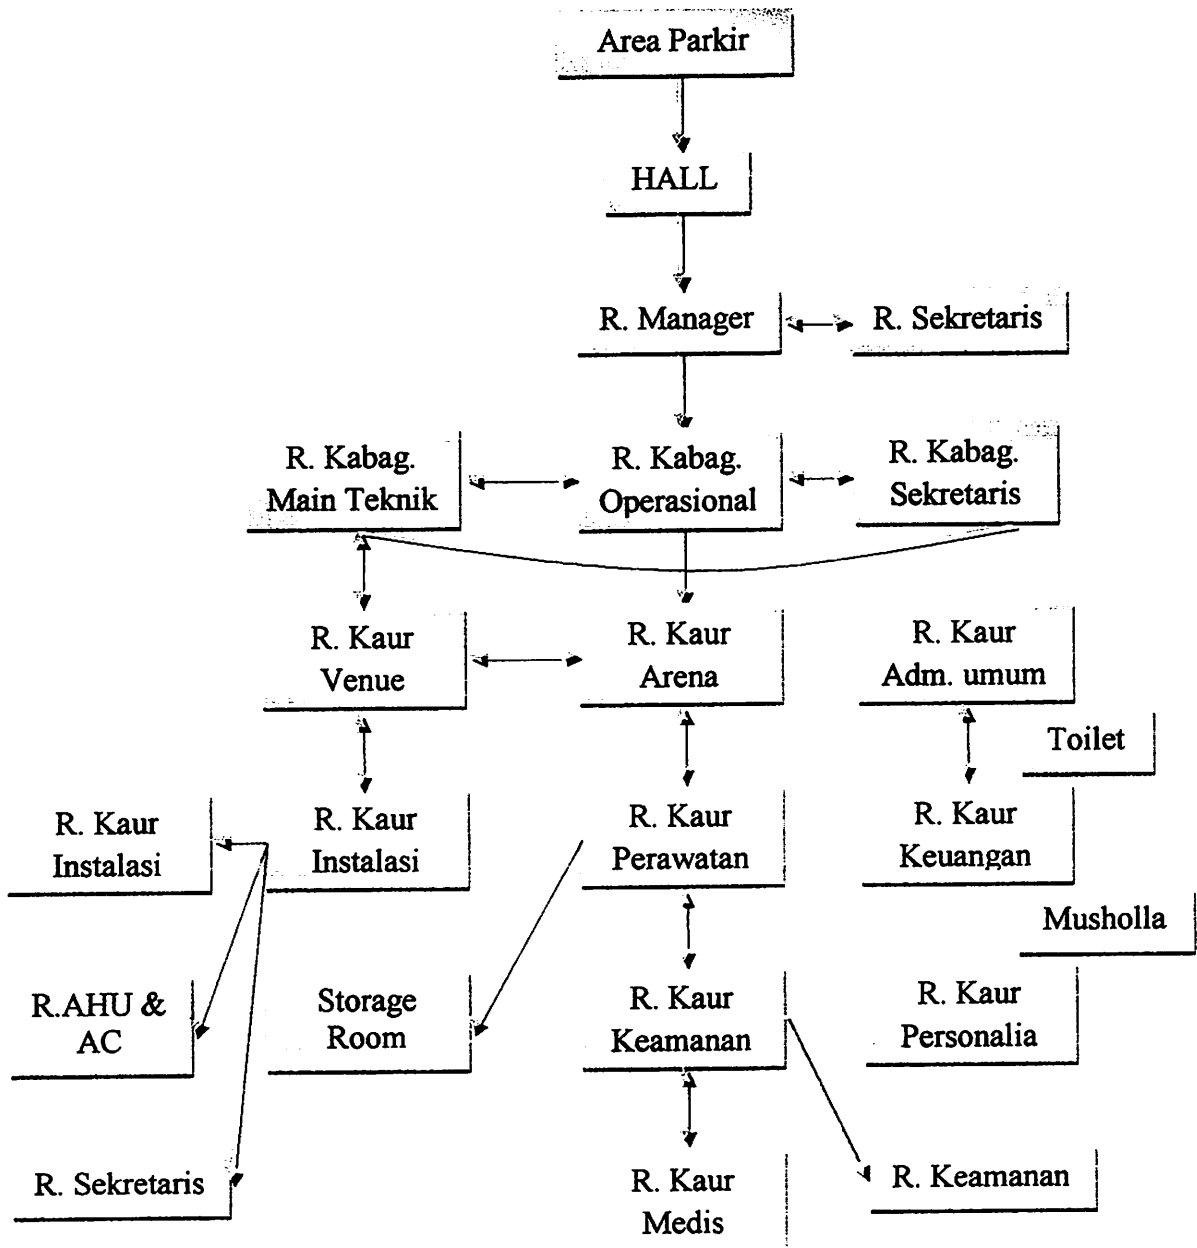 Area Parkir
HALL
R. Manager
R. Sekretaris
R. Kabag.
Main Teknik
R. Kabag.
Operasional
R. Kabag.
Sekretaris
R. Kaur
Venue
R. Kaur
Arena
R. Kaur
Adm. umum
Toilet
R. Kaur
Instalasi
R. Kaur
Instalasi
R. Kaur
Perawatan
R. Kaur
Keuangan
Musholla
R.AHU &
AC
Storage
Room
R. Kaur
Keamanan
R. Kaur
Personalia
R. Sekretaris
R. Kaur
Medis
R. Keamanan